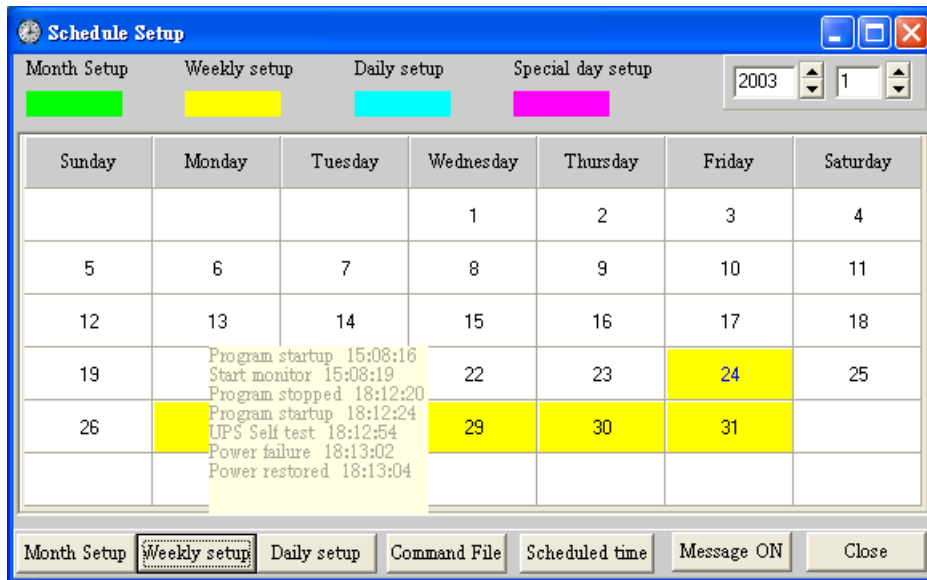 Schedule Setup
Month Setup Weekly setup Daily setup Special day setup 2003 1
Sunday Monday Tuesday Wednesday Thursday Friday Saturday
1 2 3 4
5 6 7 8 9 10 11
12 13 14 15 16 17 18
19 22 23 24 25
26 29 30 31
Program startup 15:08:16
Start monitor 15:08:19
Program stopped 18:12:20
Program startup 18:12:24
UPS Self test 18:12:54
Power failure 18:13:02
Power restored 18:13:04
Month Setup Weekly setup Daily setup Command File Scheduled time Message ON Close